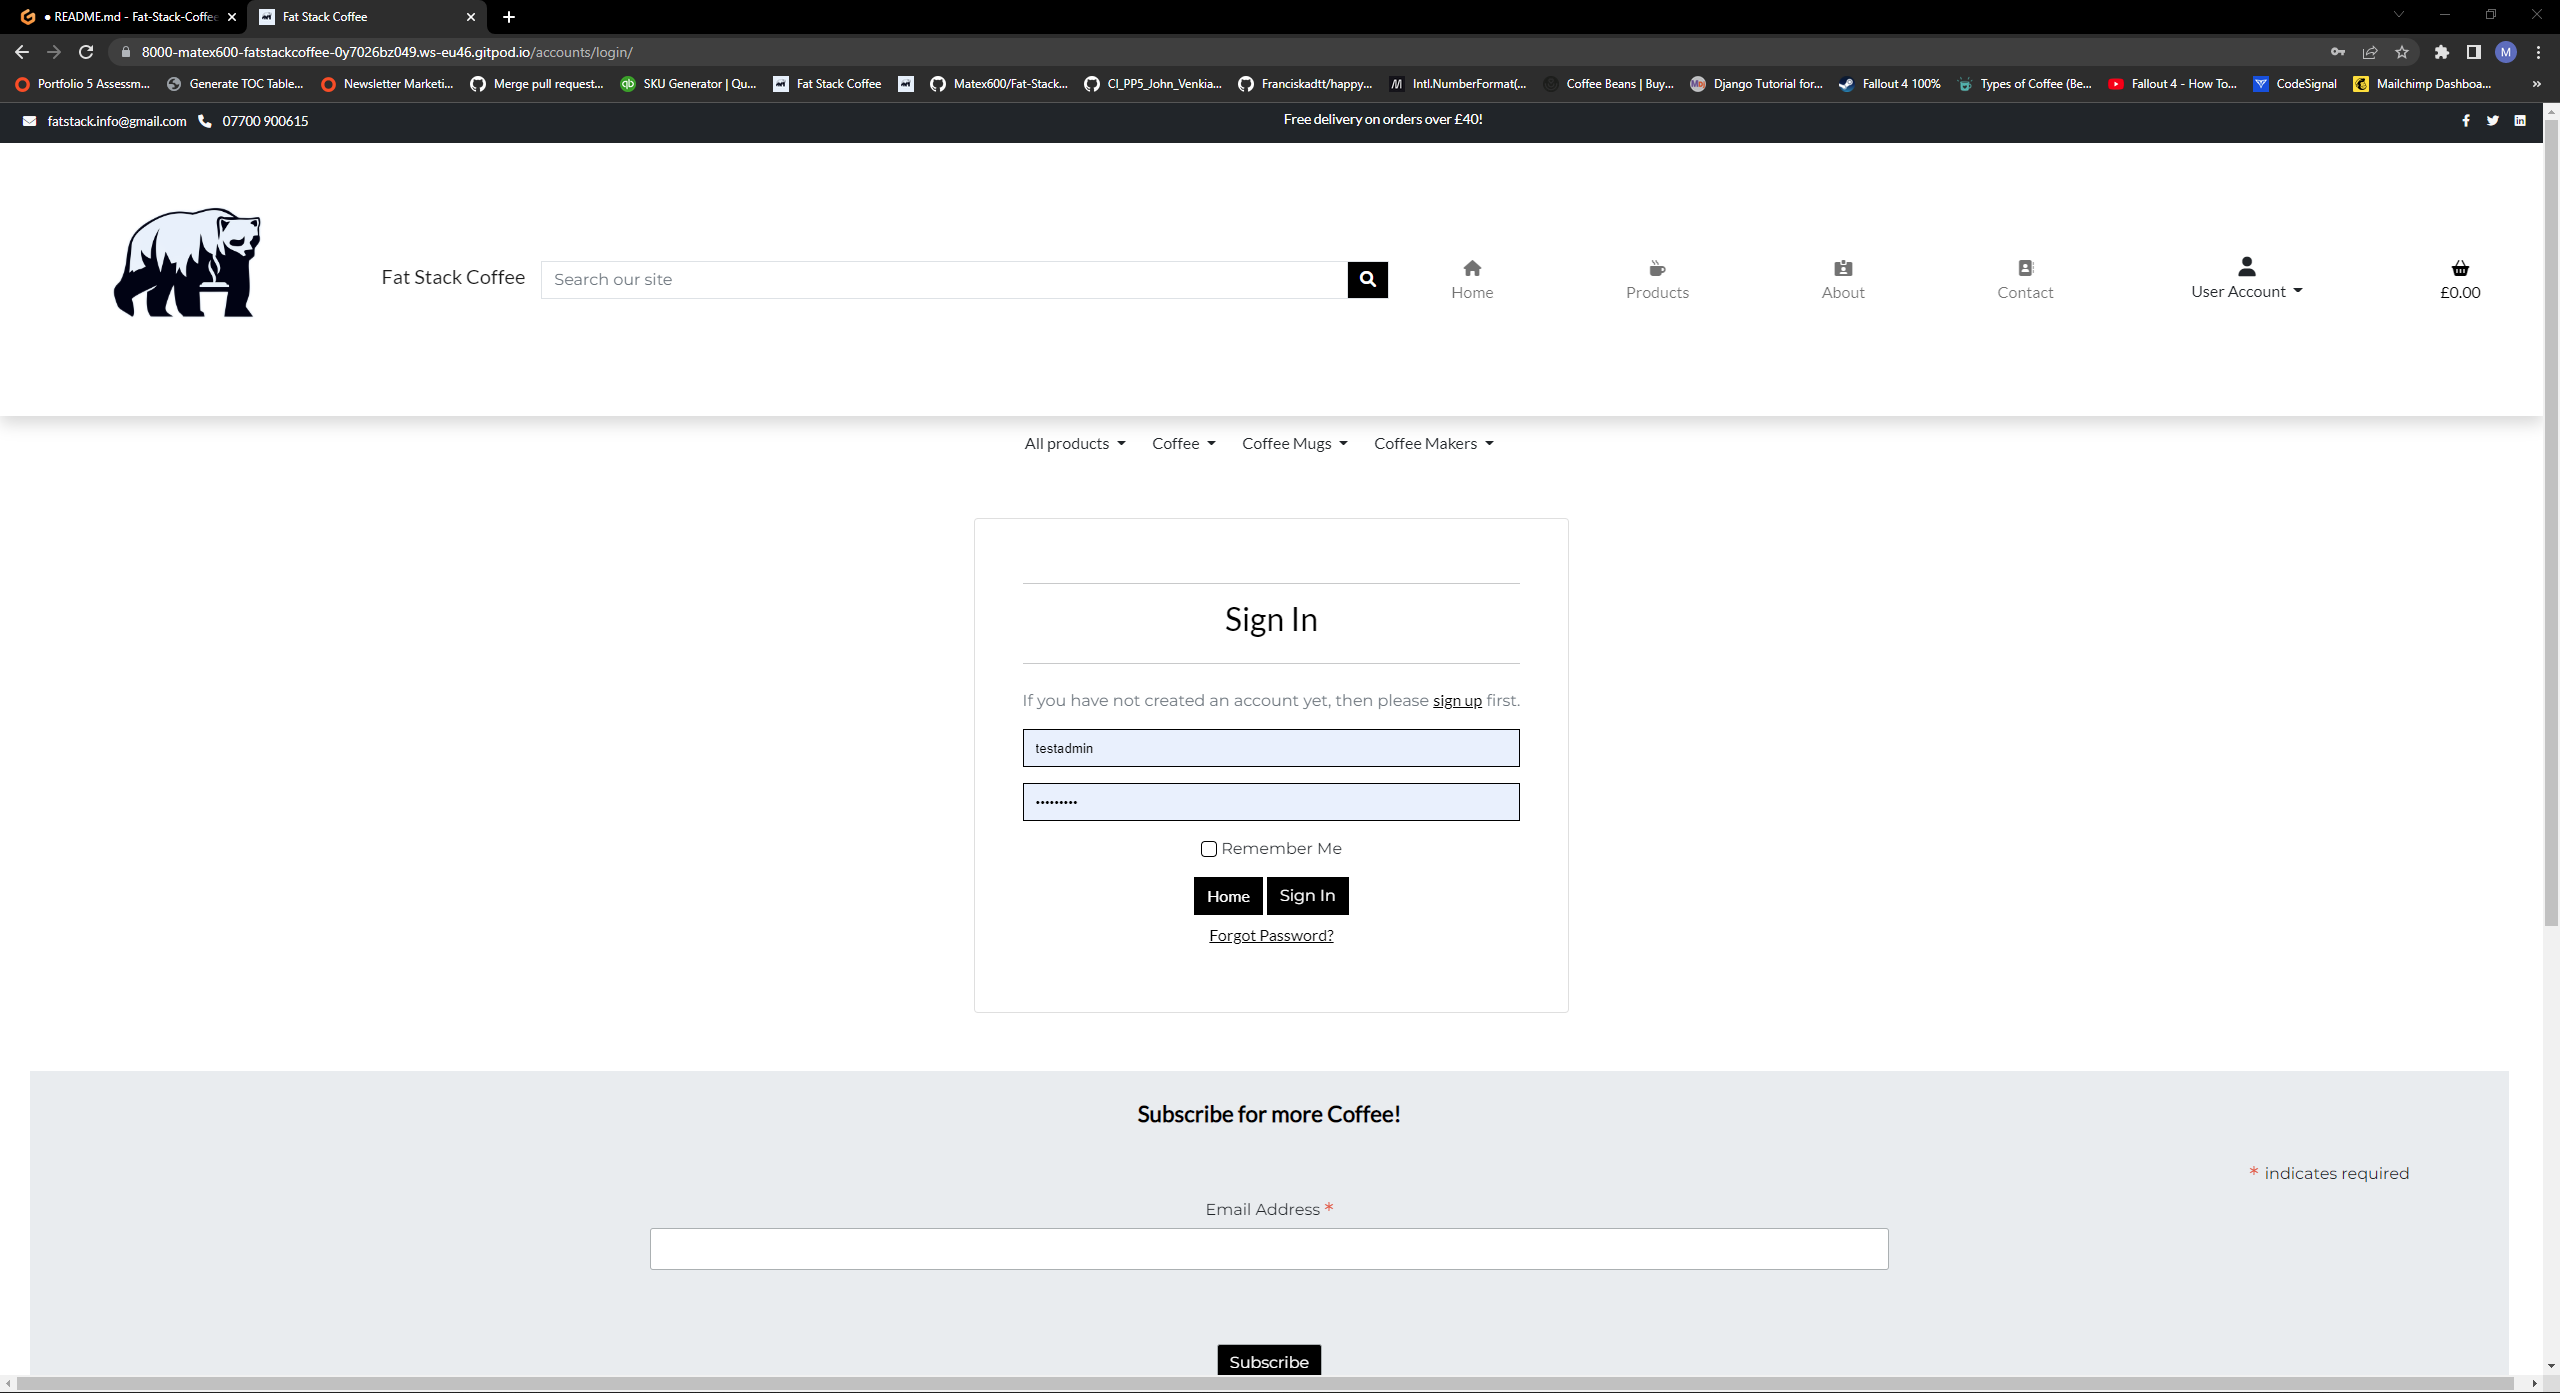 ● README.md - Fat-Stack-Coffee
Fat Stack Coffee
8000-matex600-fatstackcoffee-0y7026bz049.ws-eu46.gitpod.io/accounts/login/
M
Portfolio 5 Assessm...
Generate TOC Table...
Newsletter Marketi...
Merge pull request...
SKU Generator | Qu...
Fat Stack Coffee
Matex600/Fat-Stack...
CI_PP5_John_Venkia...
Franciskadtt/happy...
Intl.NumberFormat(...
Coffee Beans | Buy...
Django Tutorial for...
Fallout 4 100%
Types of Coffee (Be...
Fallout 4 - How To...
CodeSignal
Mailchimp Dashboa...
»
fatstack.info@gmail.com 07700 900615
Free delivery on orders over £40!
Fat Stack Coffee
Search our site
Home
Products
About
Contact
User Account
£0.00
All products
Coffee
Coffee Mugs
Coffee Makers
Sign In
If you have not created an account yet, then please sign up first.
testadmin
•••••••••
Remember Me
Home
Sign In
Forgot Password?
Subscribe for more Coffee!
* indicates required
Email Address *
Subscribe